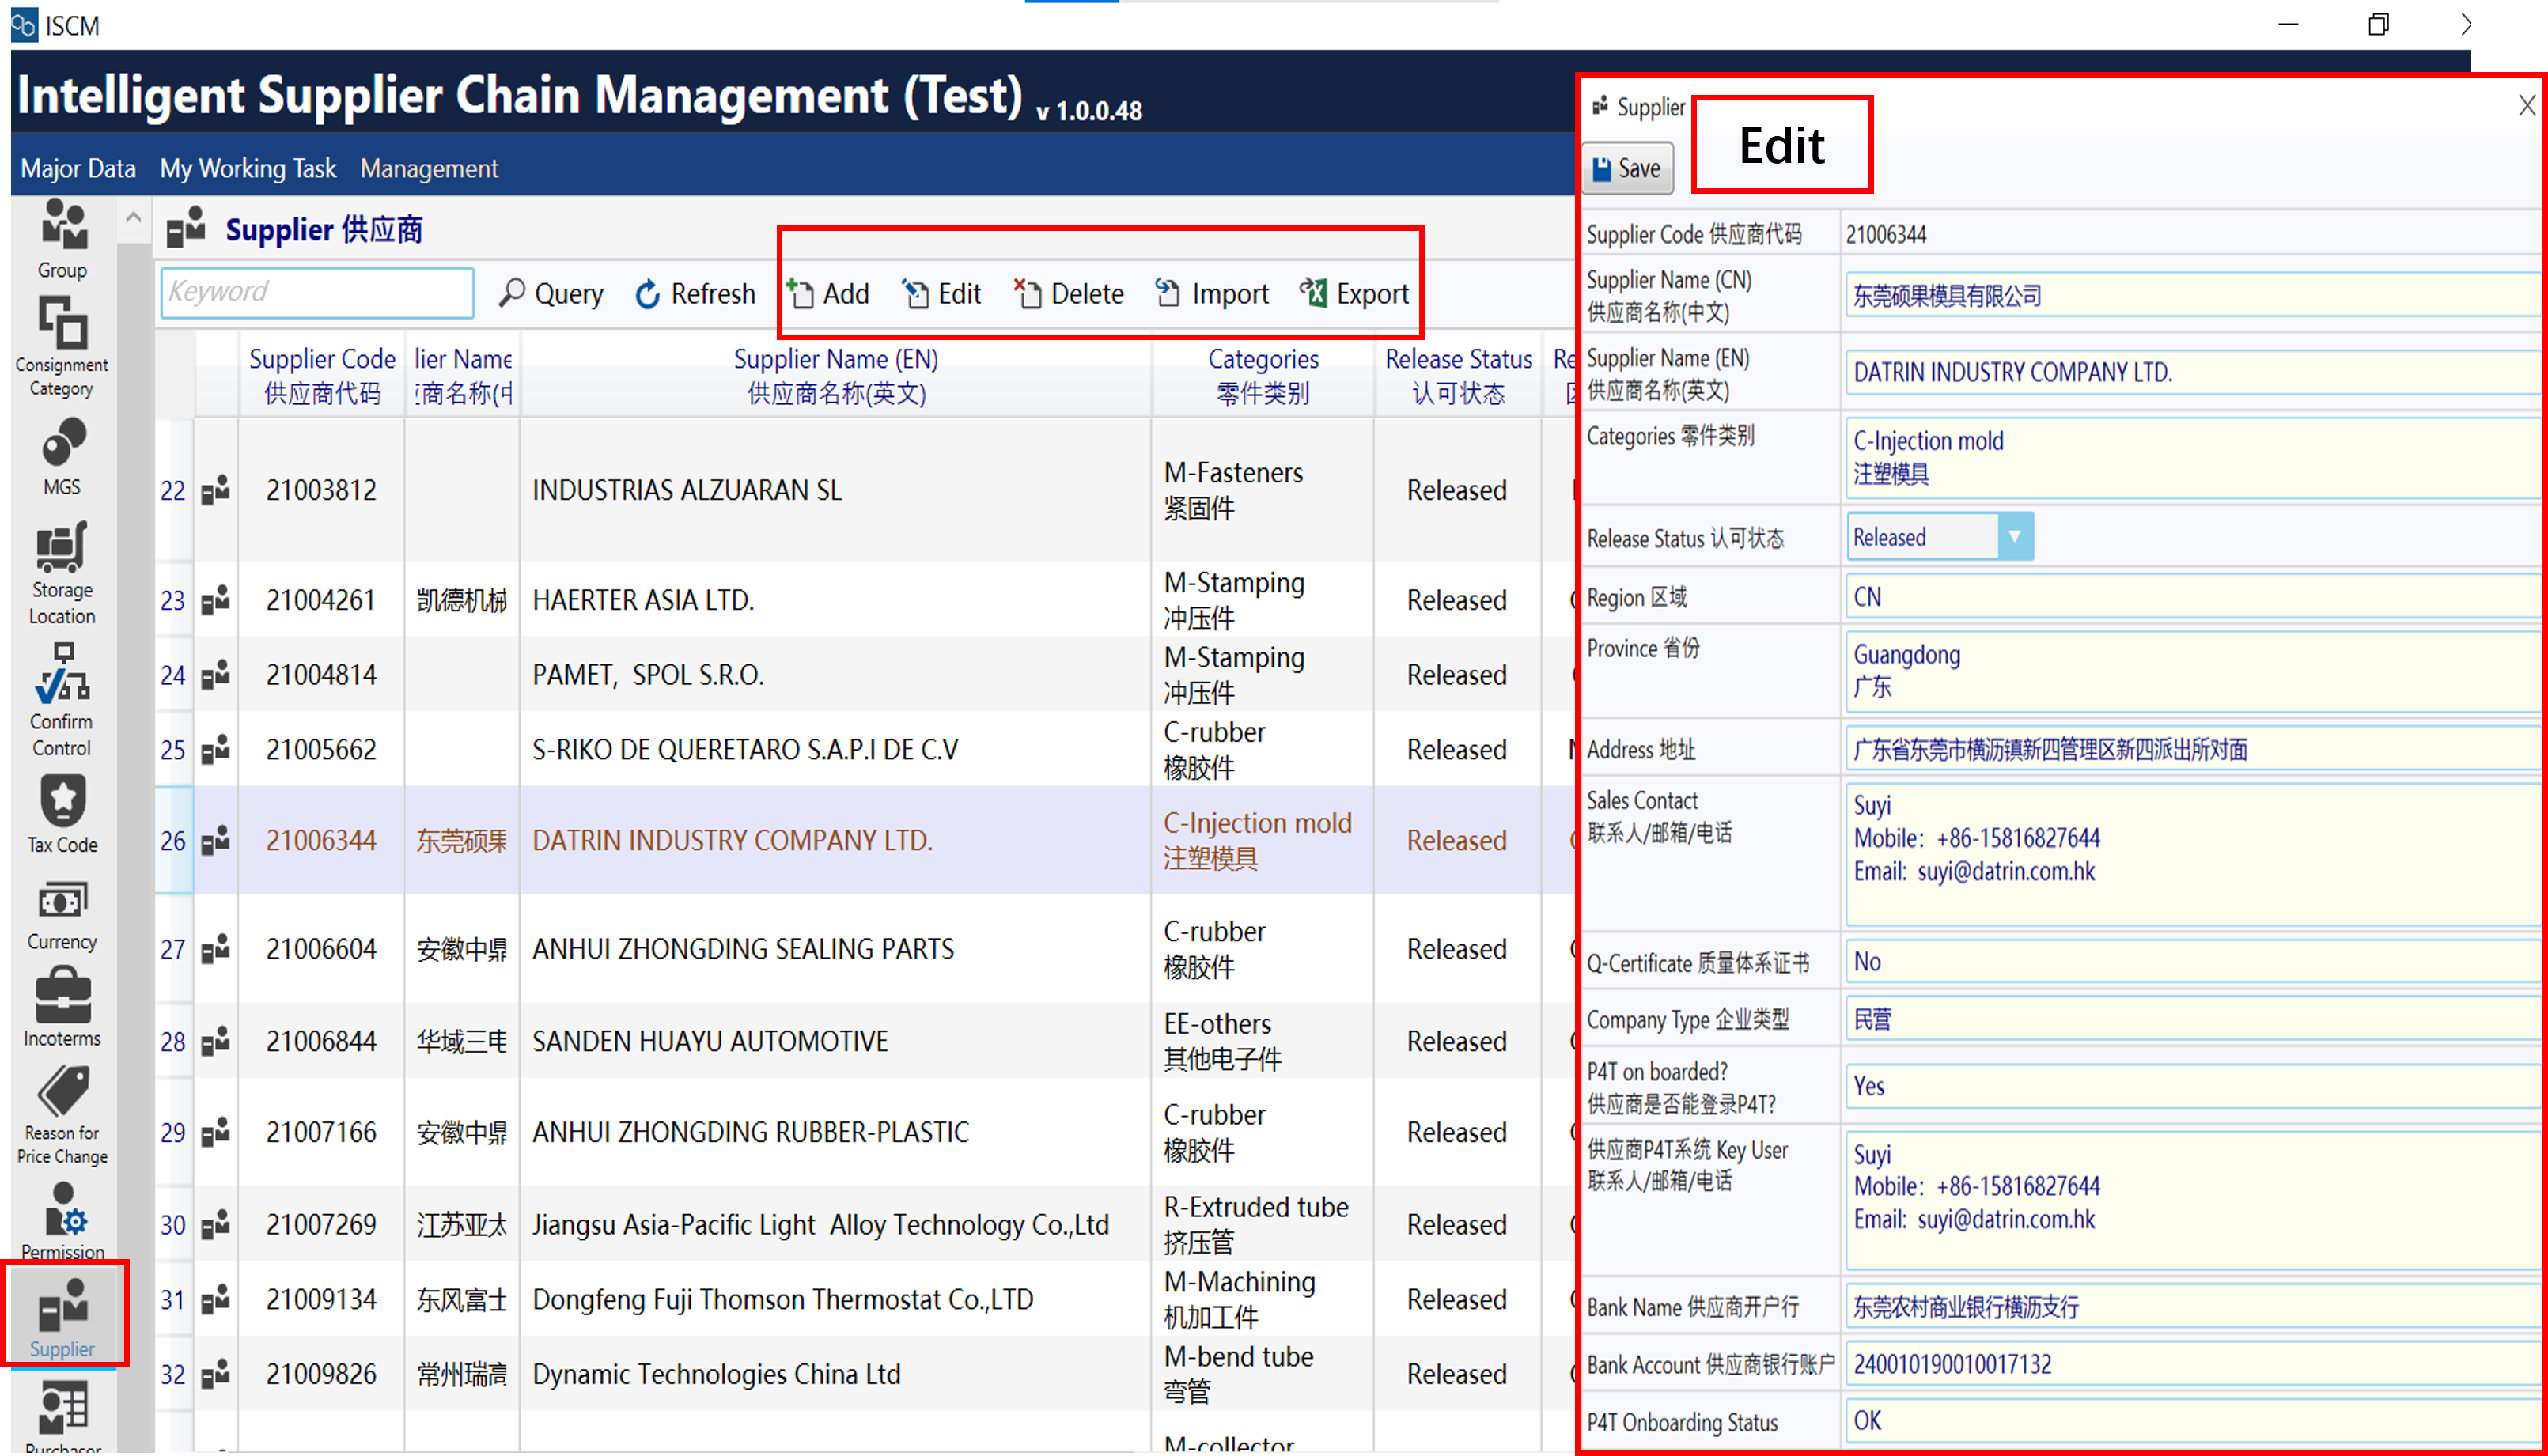 ISCM
Intelligent Supplier Chain Management (Test) v 1.0.0.48
Major Data My Working Task Management
Group
Consignment
Category
MGS
Storage
Location
Confirm
Control
Tax Code
Currency
Incoterms
Reason for
Price Change
Permission
Supplier
Purchaser
Supplier 供应商
Keyword Query Refresh Add Edit Delete Import Export
Supplier Code lier Name Supplier Name (EN) Categories Release Status Re
供应商代码 商名称(中 供应商名称(英文) 零件类别 认可状态
22 21003812 INDUSTRIAS ALZUARAN SL M-Fasteners Released
紧固件
23 21004261 凯德机械 HAERTER ASIA LTD. M-Stamping Released
冲压件
24 21004814 PAMET, SPOL S.R.O. M-Stamping Released
冲压件
25 21005662 S-RIKO DE QUERETARO S.A.P.I DE C.V C-rubber Released
橡胶件
26 21006344 东莞硕果 DATRIN INDUSTRY COMPANY LTD. C-Injection mold Released
注塑模具
27 21006604 安徽中鼎 ANHUI ZHONGDING SEALING PARTS C-rubber Released
橡胶件
28 21006844 华域三电 SANDEN HUAYU AUTOMOTIVE EE-others Released
其他电子件
29 21007166 安徽中鼎 ANHUI ZHONGDING RUBBER-PLASTIC C-rubber Released
橡胶件
30 21007269 江苏亚太 Jiangsu Asia-Pacific Light Alloy Technology Co.,Ltd R-Extruded tube Released
挤压管
31 21009134 东风富士 Dongfeng Fuji Thomson Thermostat Co.,LTD M-Machining Released
机加工件
32 21009826 常州瑞高 Dynamic Technologies China Ltd M-bend tube Released
弯管
M-collector
Supplier
Edit
Save
Supplier Code 供应商代码 21006344
Supplier Name (CN)
供应商名称(中文)
东莞硕果模具有限公司
Supplier Name (EN)
供应商名称(英文)
DATRIN INDUSTRY COMPANY LTD.
Categories 零件类别 C-Injection mold
注塑模具
Release Status 认可状态 Released
Region 区域 CN
Province 省份 Guangdong
广东
Address 地址 广东省东莞市横沥镇新四管理区新四派出所对面
Sales Contact
联系人/邮箱/电话
Suyi
Mobile: +86-15816827644
Email: suyi@datrin.com.hk
Q-Certificate 质量体系证书 No
Company Type 企业类型 民营
P4T on boarded?
供应商是否能登录P4T?
Yes
供应商P4T系统 Key User
联系人/邮箱/电话
Suyi
Mobile: +86-15816827644
Email: suyi@datrin.com.hk
Bank Name 供应商开户行 东莞农村商业银行横沥支行
Bank Account 供应商银行账户 240010190010017132
P4T Onboarding Status OK